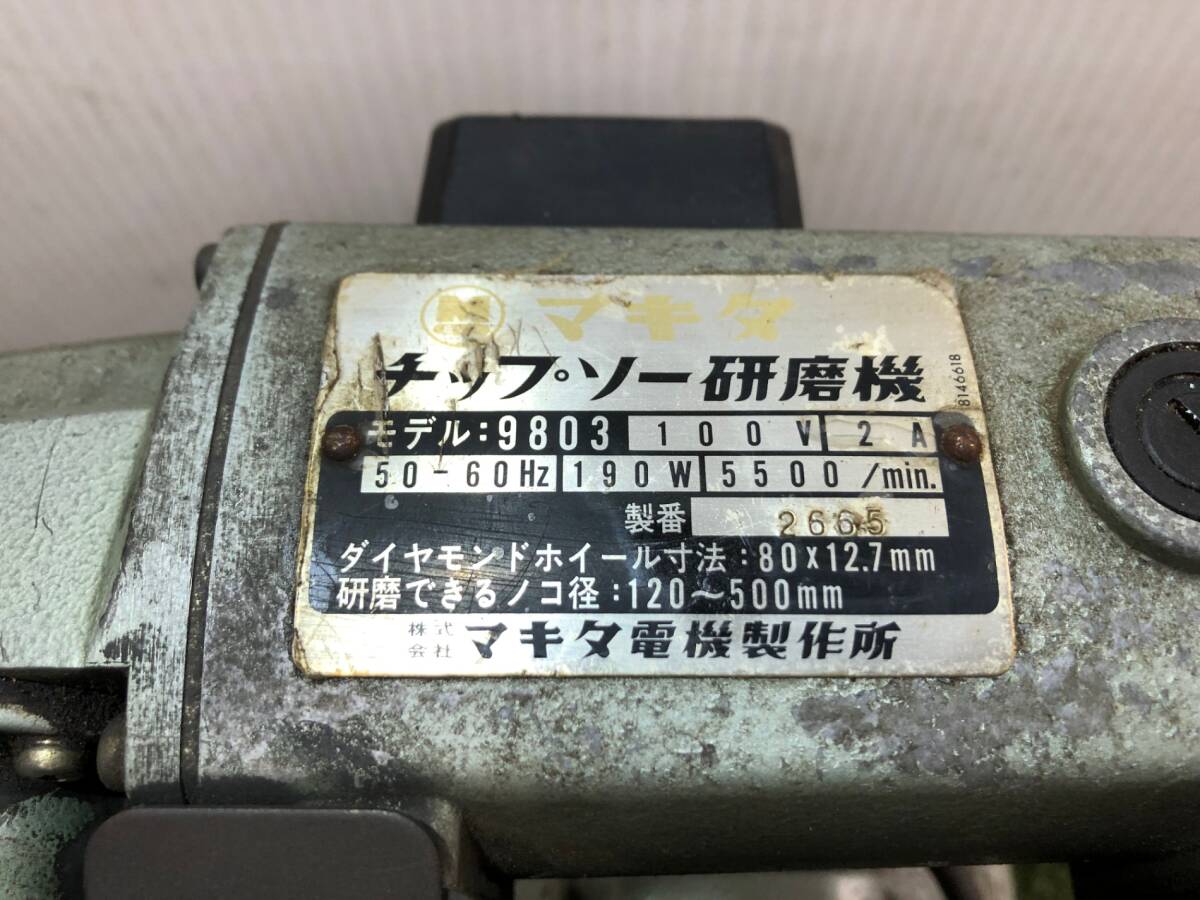 マキタ
チップ・ソー研磨機
8146618
モデル:9803 100V 2A
50-60Hz 190W 5500/min.
製番 2665
ダイヤモンドホイール寸法:80×12.7mm
研磨できるノコ径:120~500mm
株式会社 マキタ電機製作所